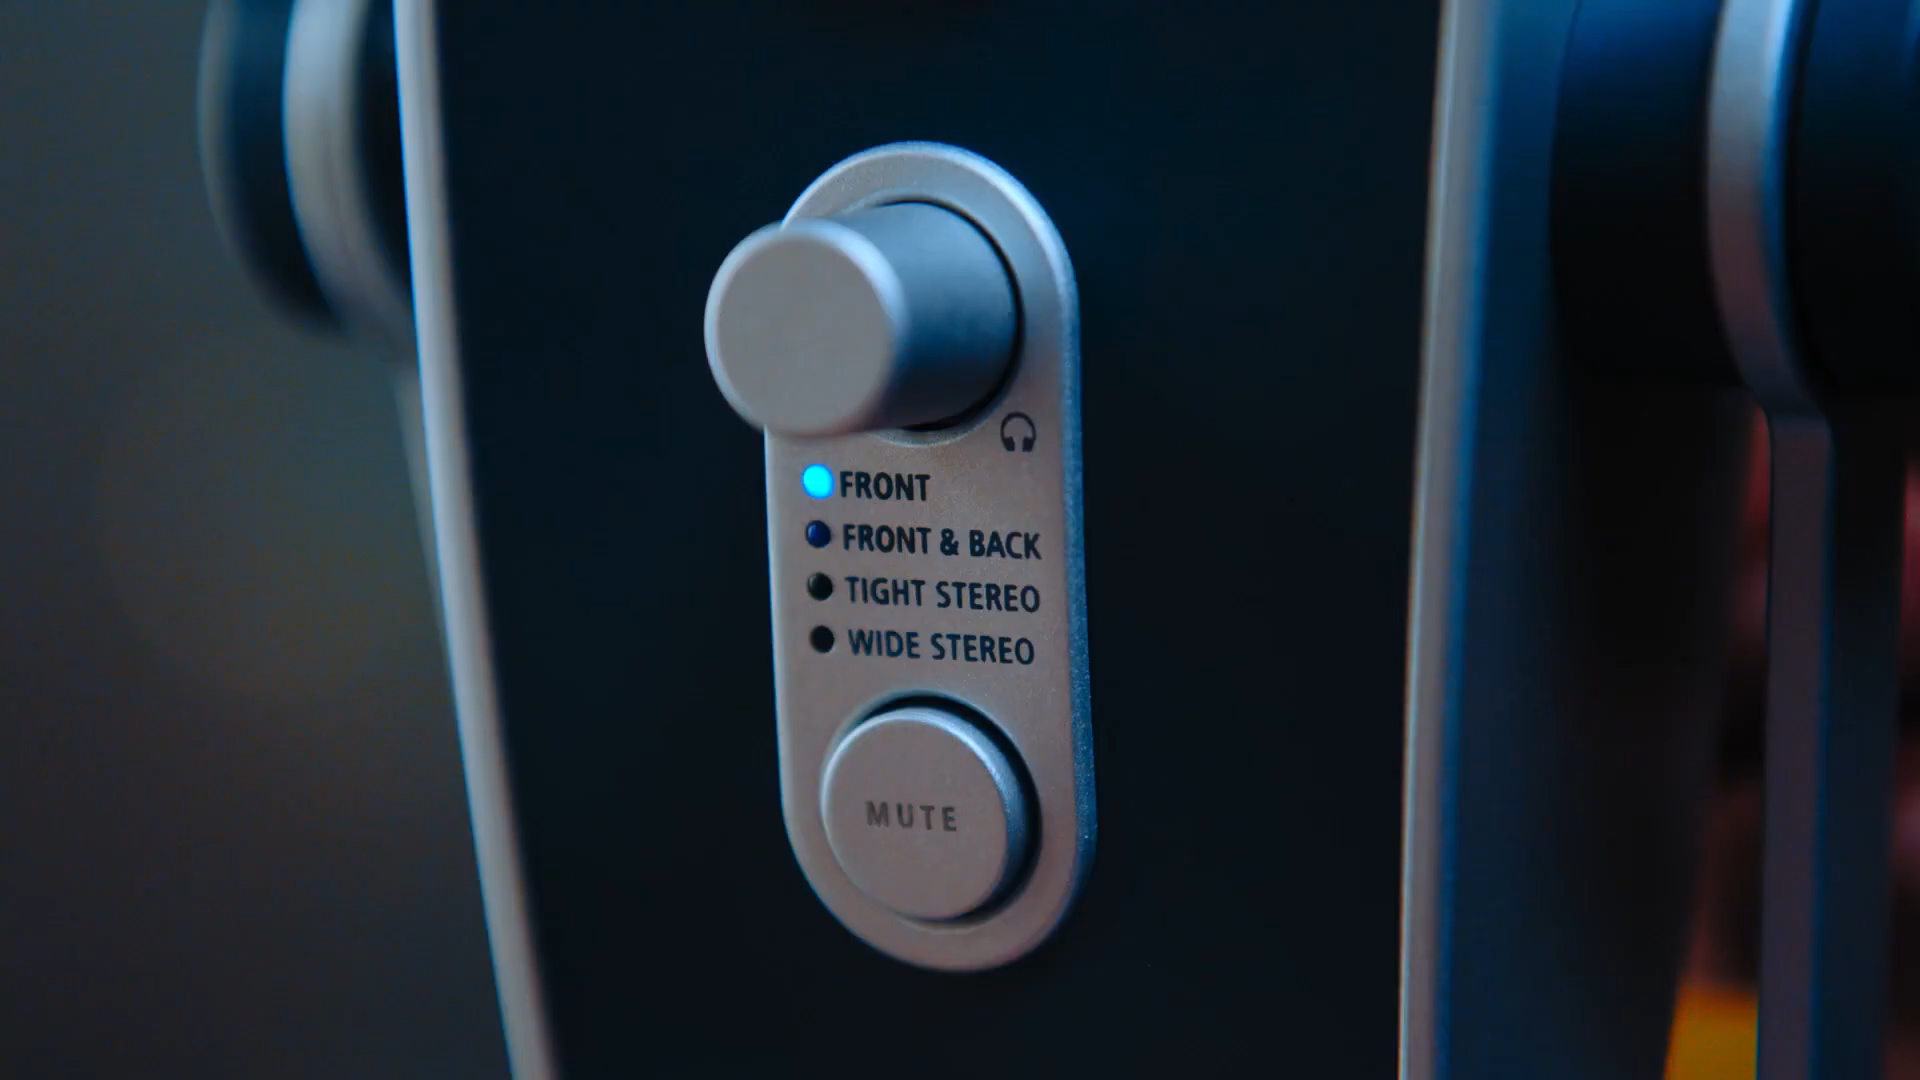 FRONT
FRONT & BACK
TIGHT STEREO
WIDE STEREO
MUTE